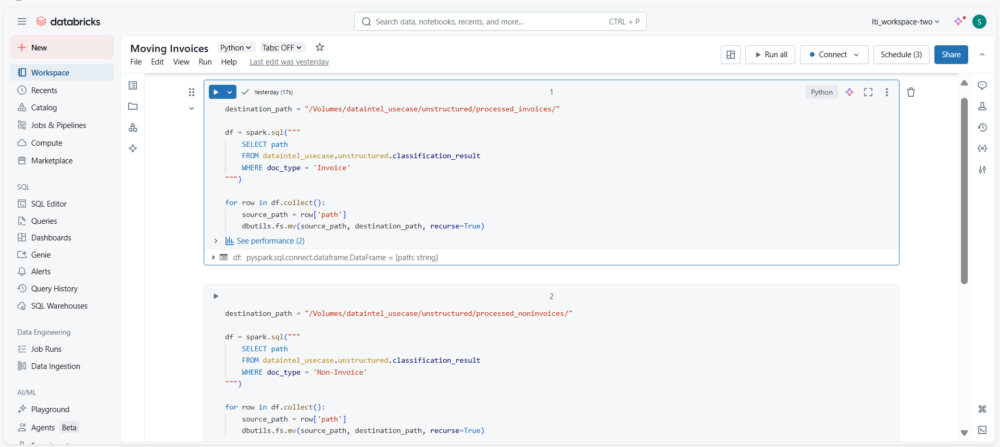 databricks
Search data, notebooks, recents, and more...
CTRL + P
lti_workspace-two
S
New
Workspace
Recents
Catalog
Jobs & Pipelines
Compute
Marketplace
SQL
SQL Editor
Queries
Dashboards
Genie
Alerts
Query History
SQL Warehouses
Data Engineering
Job Runs
Data Ingestion
AI/ML
Playground
Agents Beta
Moving Invoices Python Tabs: OFF
File Edit View Run Help Last edit was yesterday
Run all Connect Schedule (3) Share
Yesterday (17s) 1 Python
destination_path = "/Volumes/dataintel_usecase/unstructured/processed_invoices/"
df = spark.sql("""
SELECT path
FROM dataintel_usecase.unstructured.classification_result
WHERE doc_type = 'Invoice'
""")
for row in df.collect():
source_path = row['path']
dbutils.fs.mv(source_path, destination_path, recurse=True)
See performance (2)
df: pyspark.sql.connect.dataframe.DataFrame = [path: string]
2
destination_path = "/Volumes/dataintel_usecase/unstructured/processed_noninvoices/"
df = spark.sql("""
SELECT path
FROM dataintel_usecase.unstructured.classification_result
WHERE doc_type = 'Non-Invoice'
""")
for row in df.collect():
source_path = row['path']
dbutils.fs.mv(source_path, destination_path, recurse=True)